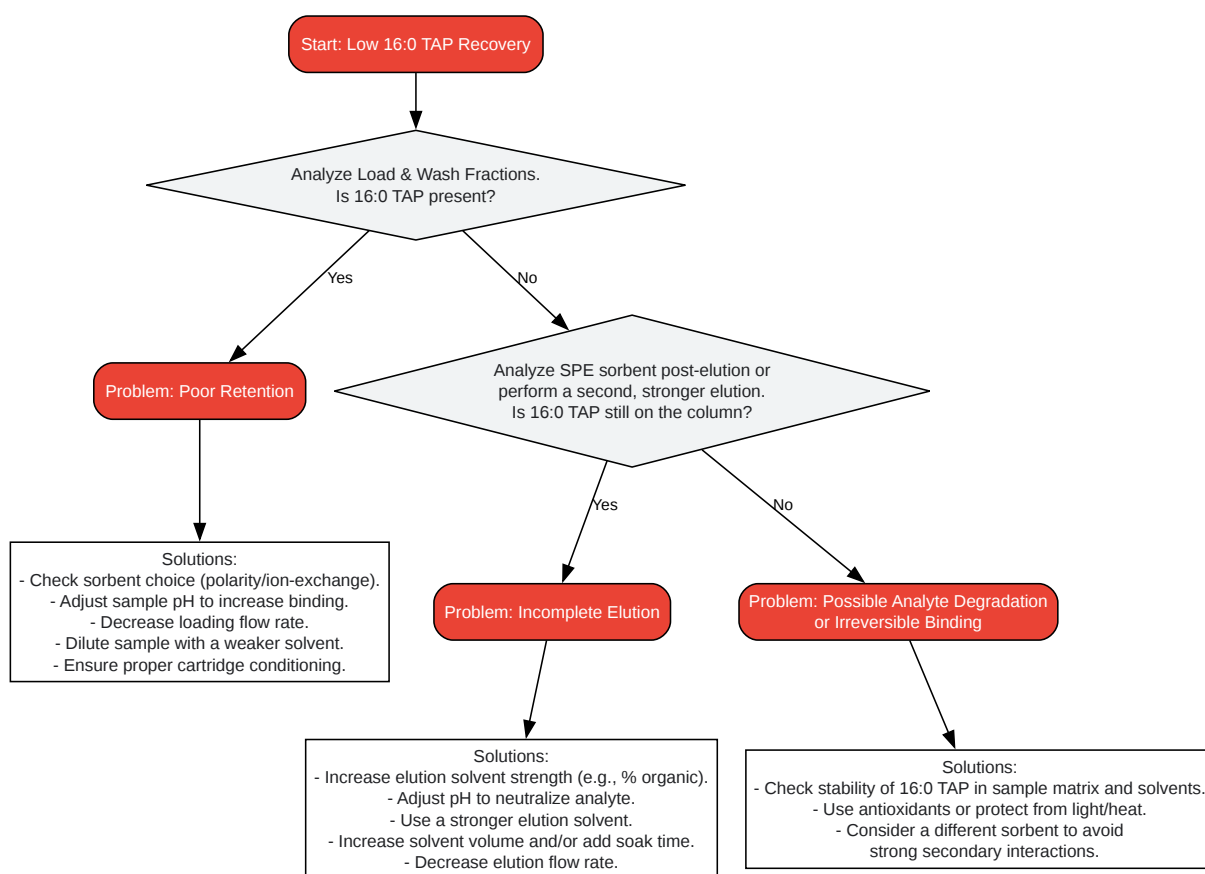 Start: Low 16:0 TAP Recovery
Analyze Load & Wash Fractions.
Is 16:0 TAP present?
Yes
No
Problem: Poor Retention
Analyze SPE sorbent post-elution or
perform a second, stronger elution.
Is 16:0 TAP still on the column?
Yes
No
Solutions:
- Check sorbent choice (polarity/ion-exchange).
- Adjust sample pH to increase binding.
- Decrease loading flow rate.
- Dilute sample with a weaker solvent.
- Ensure proper cartridge conditioning.
Problem: Incomplete Elution
Problem: Possible Analyte Degradation
or Irreversible Binding
Solutions:
- Increase elution solvent strength (e.g., % organic).
- Adjust pH to neutralize analyte.
- Use a stronger elution solvent.
- Increase solvent volume and/or add soak time.
- Decrease elution flow rate.
Solutions:
- Check stability of 16:0 TAP in sample matrix and solvents.
- Use antioxidants or protect from light/heat.
- Consider a different sorbent to avoid
strong secondary interactions.